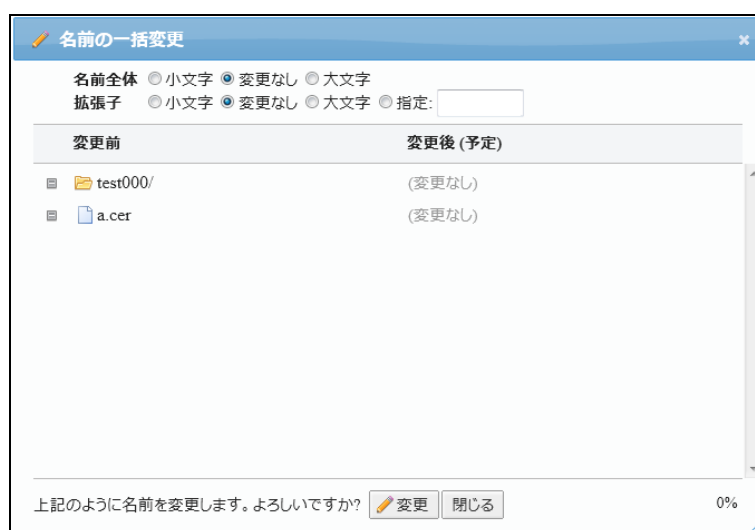 名前の一括変更
名前全体 小文字 変更なし 大文字
拡張子 小文字 変更なし 大文字 指定:
変更前 変更後 (予定)
test000/ (変更なし)
a.cer (変更なし)
上記のように名前を変更します。よろしいですか? 変更 閉じる 0%